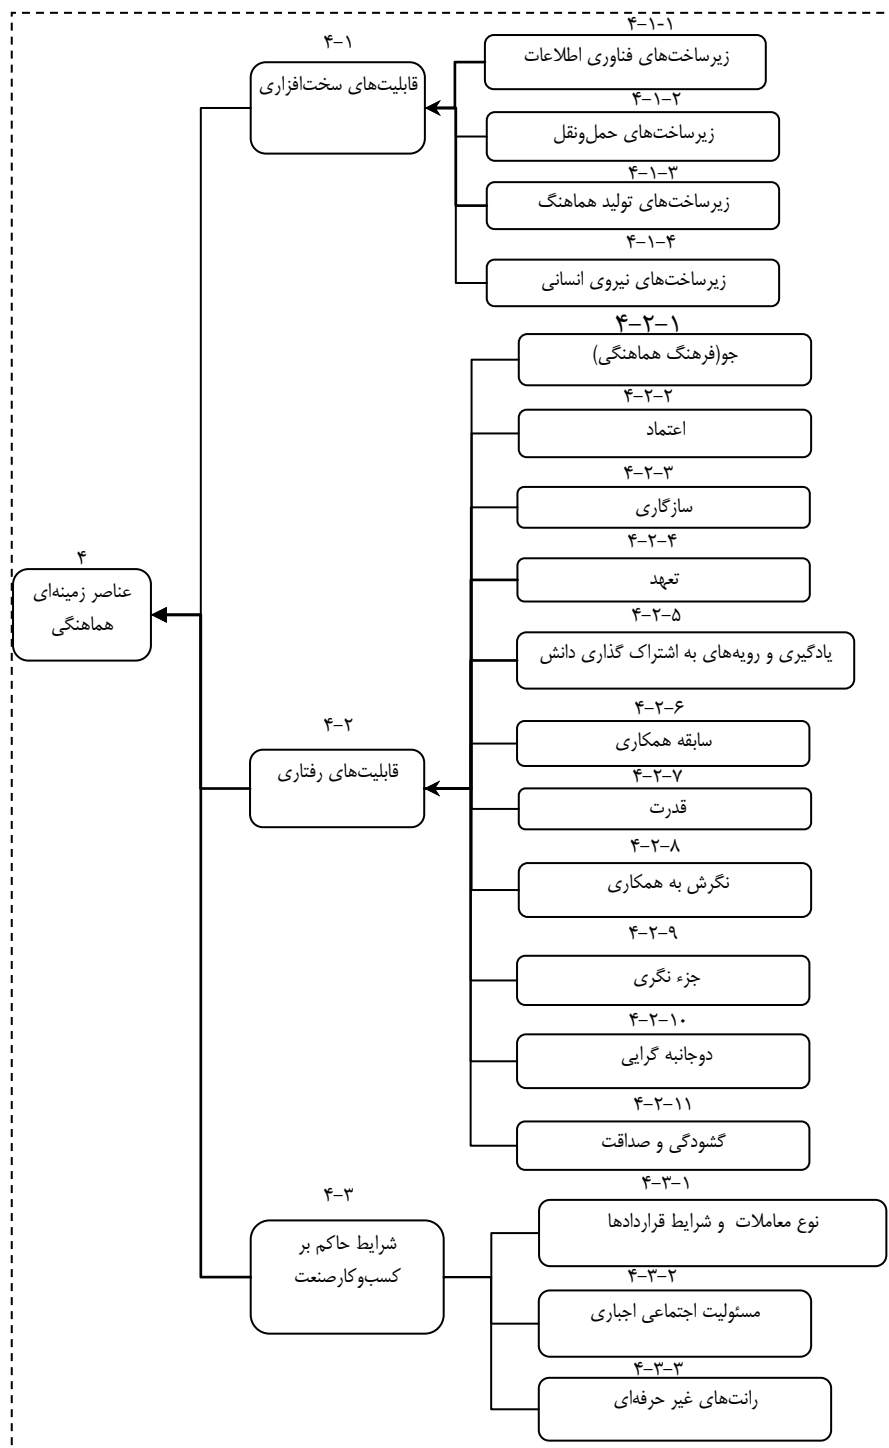 ۴-۱-۱
زیرساخت‌های فناوری اطلاعات
۴-۱
قابلیت‌های سخت‌افزاری
۴-۱-۲
زیرساخت‌های حمل‌ونقل
۴-۱-۳
زیرساخت‌های تولید هماهنگ
۴-۱-۴
زیرساخت‌های نیروی انسانی
۴-۲-۱
جو(فرهنگ هماهنگی)
۴-۲-۲
اعتماد
۴-۲-۳
سازگاری
۴-۲-۴
تعهد
۴
عناصر زمینه‌ای
هماهنگی
۴-۲-۵
یادگیری و رویه‌های به اشتراک گذاری دانش
۴-۲-۶
سابقه همکاری
۴-۲
قابلیت‌های رفتاری
۴-۲-۷
قدرت
۴-۲-۸
نگرش به همکاری
۴-۲-۹
جزء نگری
۴-۲-۱۰
دوجانبه گرایی
۴-۲-۱۱
گشودگی و صداقت
۴-۳
شرایط حاکم بر
کسب‌وکارصنعت
۴-۳-۱
نوع معاملات و شرایط قراردادها
۴-۳-۲
مسئولیت اجتماعی اجباری
۴-۳-۳
رانت‌های غیر حرفه‌ای